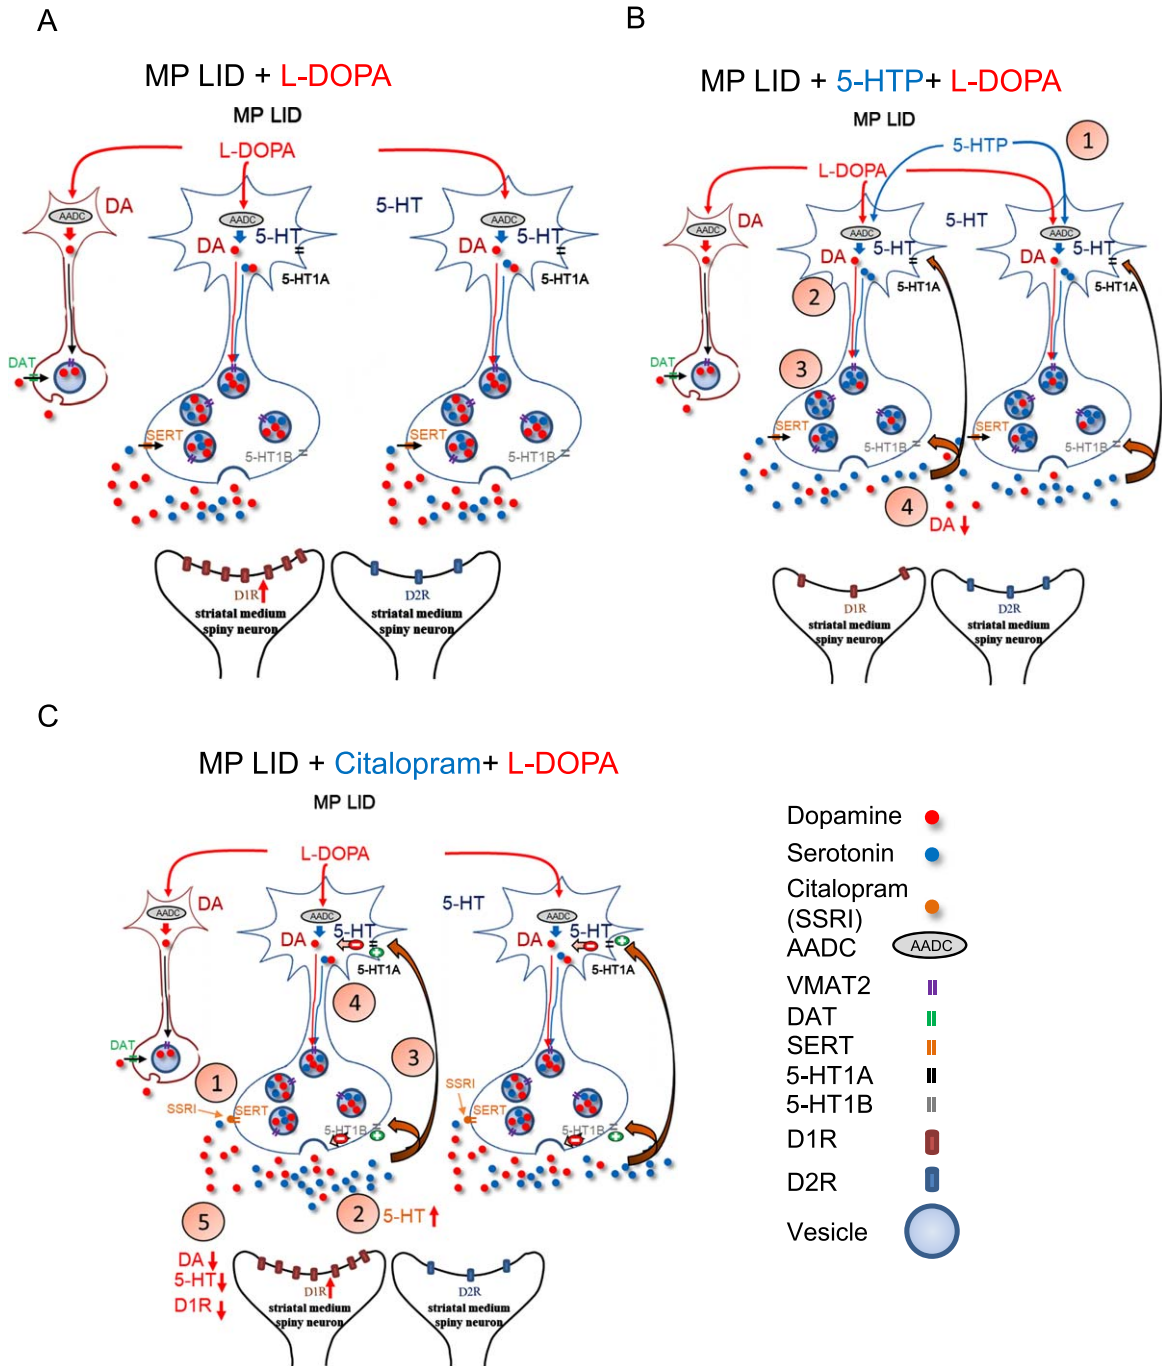 A
MP LID + L-DOPA
MP LID
L-DOPA
DA
AADC
DAT
AADC
DA
5-HT
5-HT1A
SERT
5-HT1B
5-HT
AADC
DA
5-HT
5-HT1A
SERT
5-HT1B
D1R
striatal medium
spiny neuron
D2R
striatal medium
spiny neuron
B
MP LID + 5-HTP+ L-DOPA
MP LID
1
5-HTP
L-DOPA
DA
AADC
DAT
AADC
DA
5-HT
5-HT1A
2
3
SERT
5-HT1B
5-HT
AADC
DA
5-HT
5-HT1A
SERT
5-HT1B
4
DA
D1R
striatal medium
spiny neuron
D2R
striatal medium
spiny neuron
C
MP LID + Citalopram+ L-DOPA
MP LID
L-DOPA
DA
AADC
DAT
AADC
5-HT
DA
5-HT1A
4
3
1
SSRI
SERT
5-HT1B
5-HT
AADC
5-HT
DA
5-HT1A
SSRI
SERT
5-HT1B
2
5-HT
5
DA
5-HT
D1R
D1R
striatal medium
spiny neuron
D2R
striatal medium
spiny neuron
Dopamine
Serotonin
Citalopram
(SSRI)
AADC AADC
VMAT2
DAT
SERT
5-HT1A
5-HT1B
D1R
D2R
Vesicle